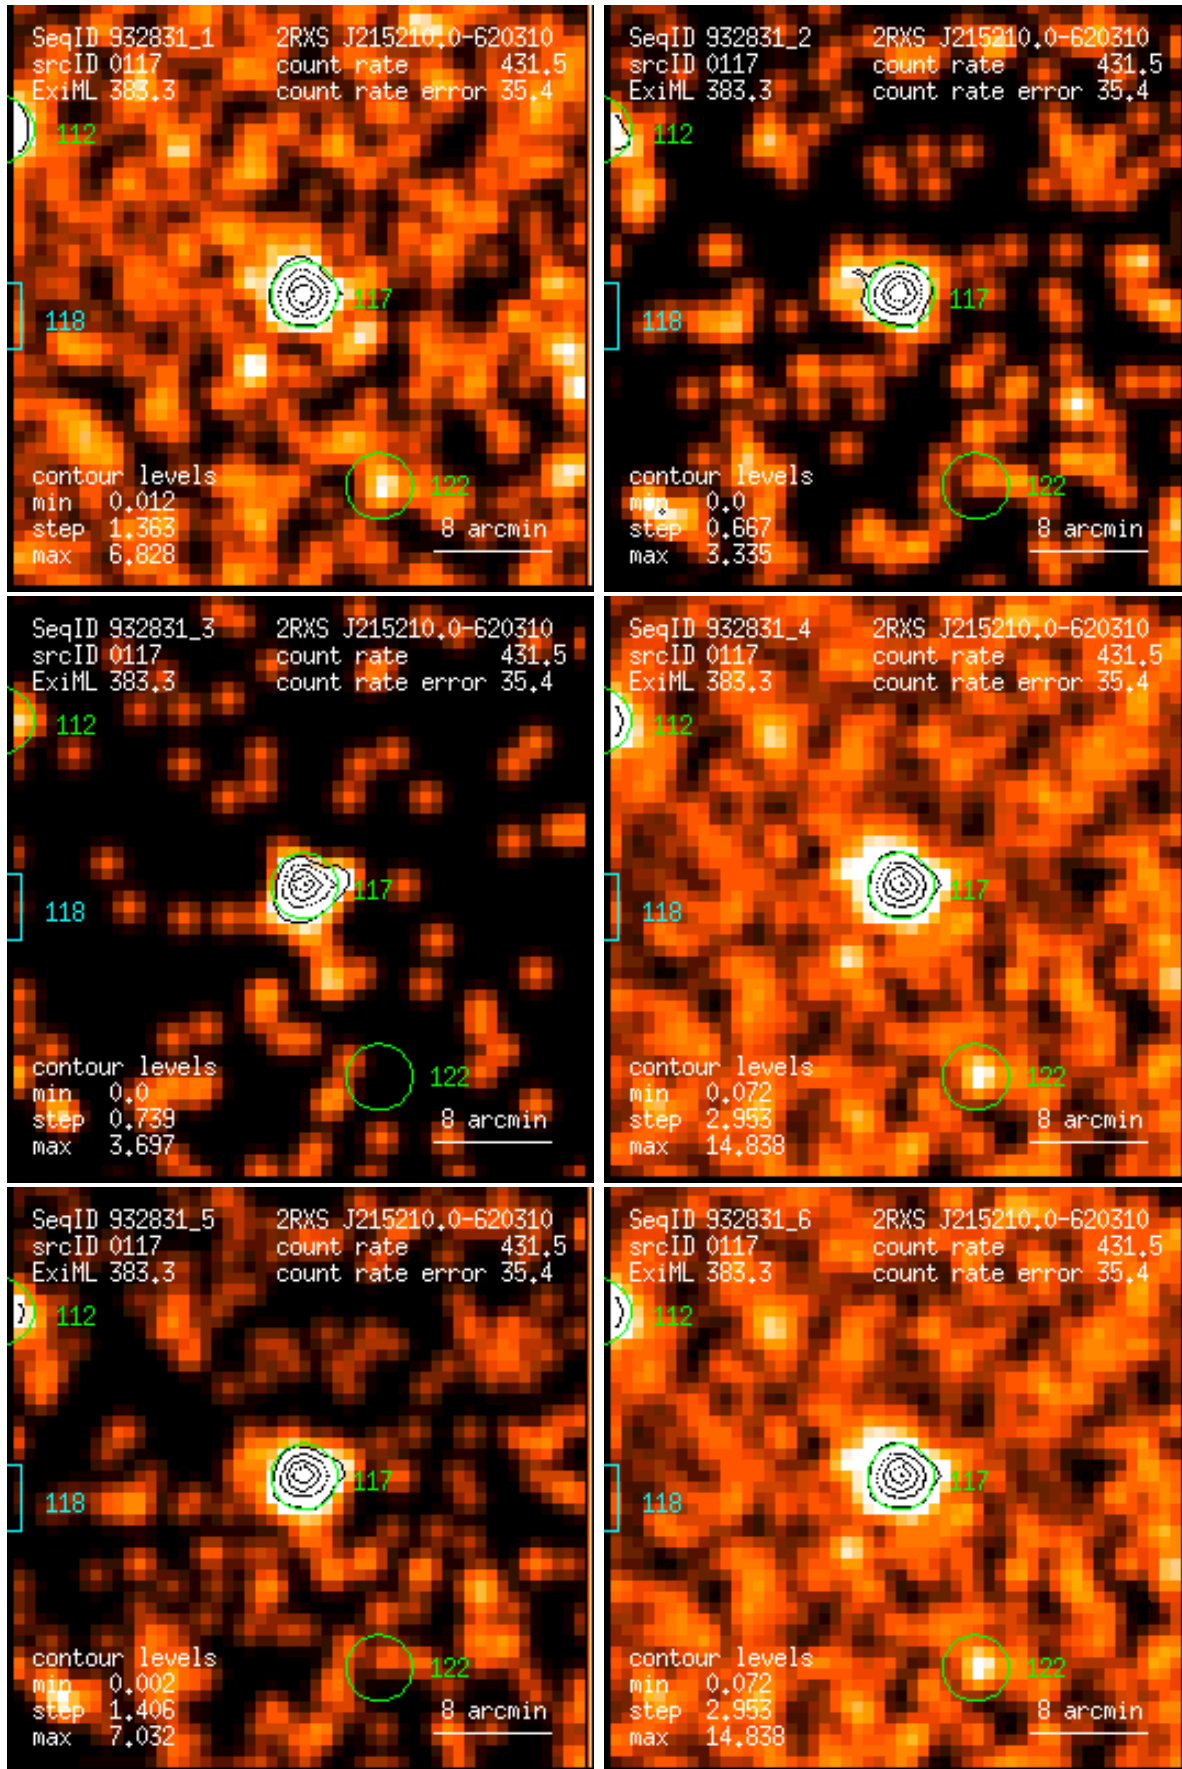 SeqID 932831_1 2RXS J215210.0-620310
srcID 0117 count rate 431.5
ExiML 383.3 count rate error 35.4
112
117
118
contour levels
min 0.012
122
step 1.363 8 arcmin
max 6.828
SeqID 932831_2 2RXS J215210.0-620310
srcID 0117 count rate 431.5
ExiML 383.3 count rate error 35.4
112
117
118
contour levels
min 0.0
122
step 0.667 8 arcmin
max 3.335
SeqID 932831_3 2RXS J215210.0-620310
srcID 0117 count rate 431.5
ExiML 383.3 count rate error 35.4
112
117
118
contour levels
min 0.0
122
step 0.739 8 arcmin
max 3.697
SeqID 932831_4 2RXS J215210.0-620310
srcID 0117 count rate 431.5
ExiML 383.3 count rate error 35.4
112
117
118
contour levels
min 0.072
122
step 2.953 8 arcmin
max 14.838
SeqID 932831_5 2RXS J215210.0-620310
srcID 0117 count rate 431.5
ExiML 383.3 count rate error 35.4
112
117
118
contour levels
min 0.002
122
step 1.406 8 arcmin
max 7.032
SeqID 932831_6 2RXS J215210.0-620310
srcID 0117 count rate 431.5
ExiML 383.3 count rate error 35.4
112
117
118
contour levels
min 0.072
122
step 2.953 8 arcmin
max 14.838